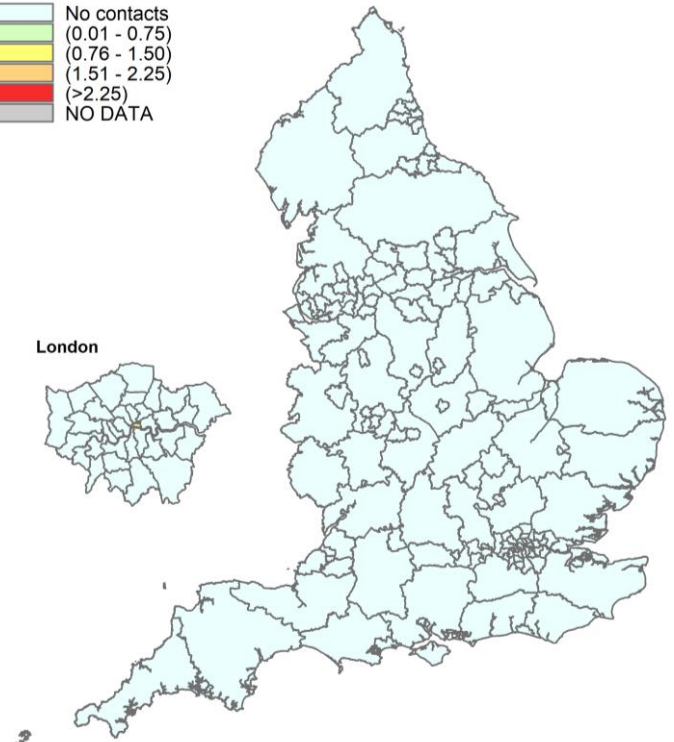 No contacts
(0.01 - 0.75)
(0.76 - 1.50)
(1.51 - 2.25)
(>2.25)
NO DATA
London